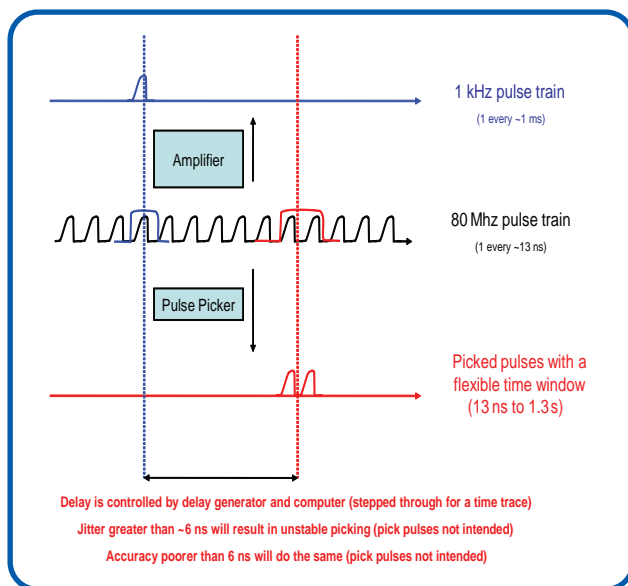 1 kHz pulse train
(1 every ~1 ms)
Amplifier
80 Mhz pulse train
(1 every ~13 ns)
Pulse Picker
Picked pulses with a
flexible time window
(13 ns to 1.3 s)
Delay is controlled by delay generator and computer (stepped through for a time trace)
Jitter greater than ~6 ns will result in unstable picking (pick pulses not intended)
Accuracy poorer than 6 ns will do the same (pick pulses not intended)